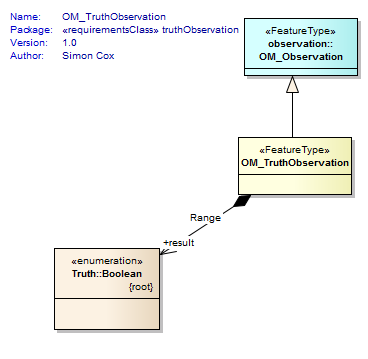 Name: OM_TruthObservation
Package: «requirementsClass» truthObservation
Version: 1.0
Author: Simon Cox
«FeatureType»
observation::
OM_Observation
«FeatureType»
OM_TruthObservation
Range
+result
«enumeration»
Truth::Boolean
{root}